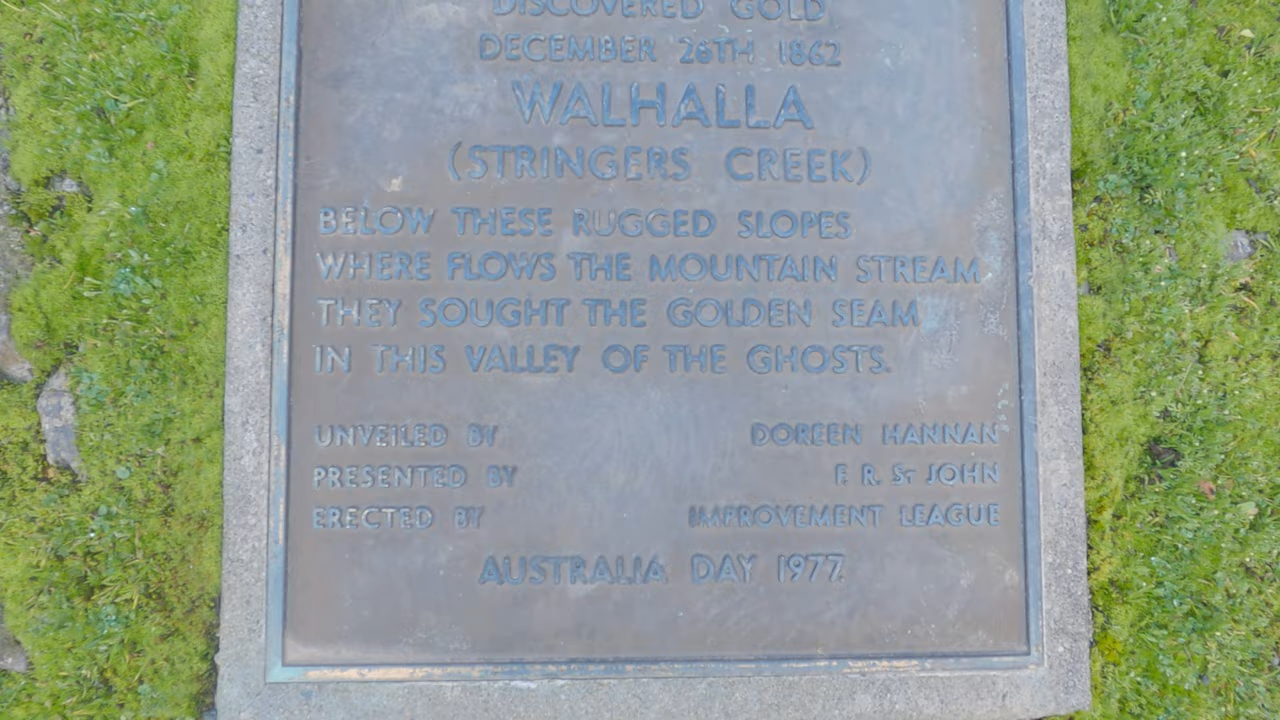 DISCOVERED GOLD
DECEMBER 26TH 1862
WALHALLA
(STRINGERS CREEK)
BELOW THESE RUGGED SLOPES
WHERE FLOWS THE MOUNTAIN STREAM
THEY SOUGHT THE GOLDEN SEAM
IN THIS VALLEY OF THE GHOSTS.
UNVEILED BY DOREEN HANNAN
PRESENTED BY F. R. ST JOHN
ERECTED BY IMPROVEMENT LEAGUE
AUSTRALIA DAY 1977.